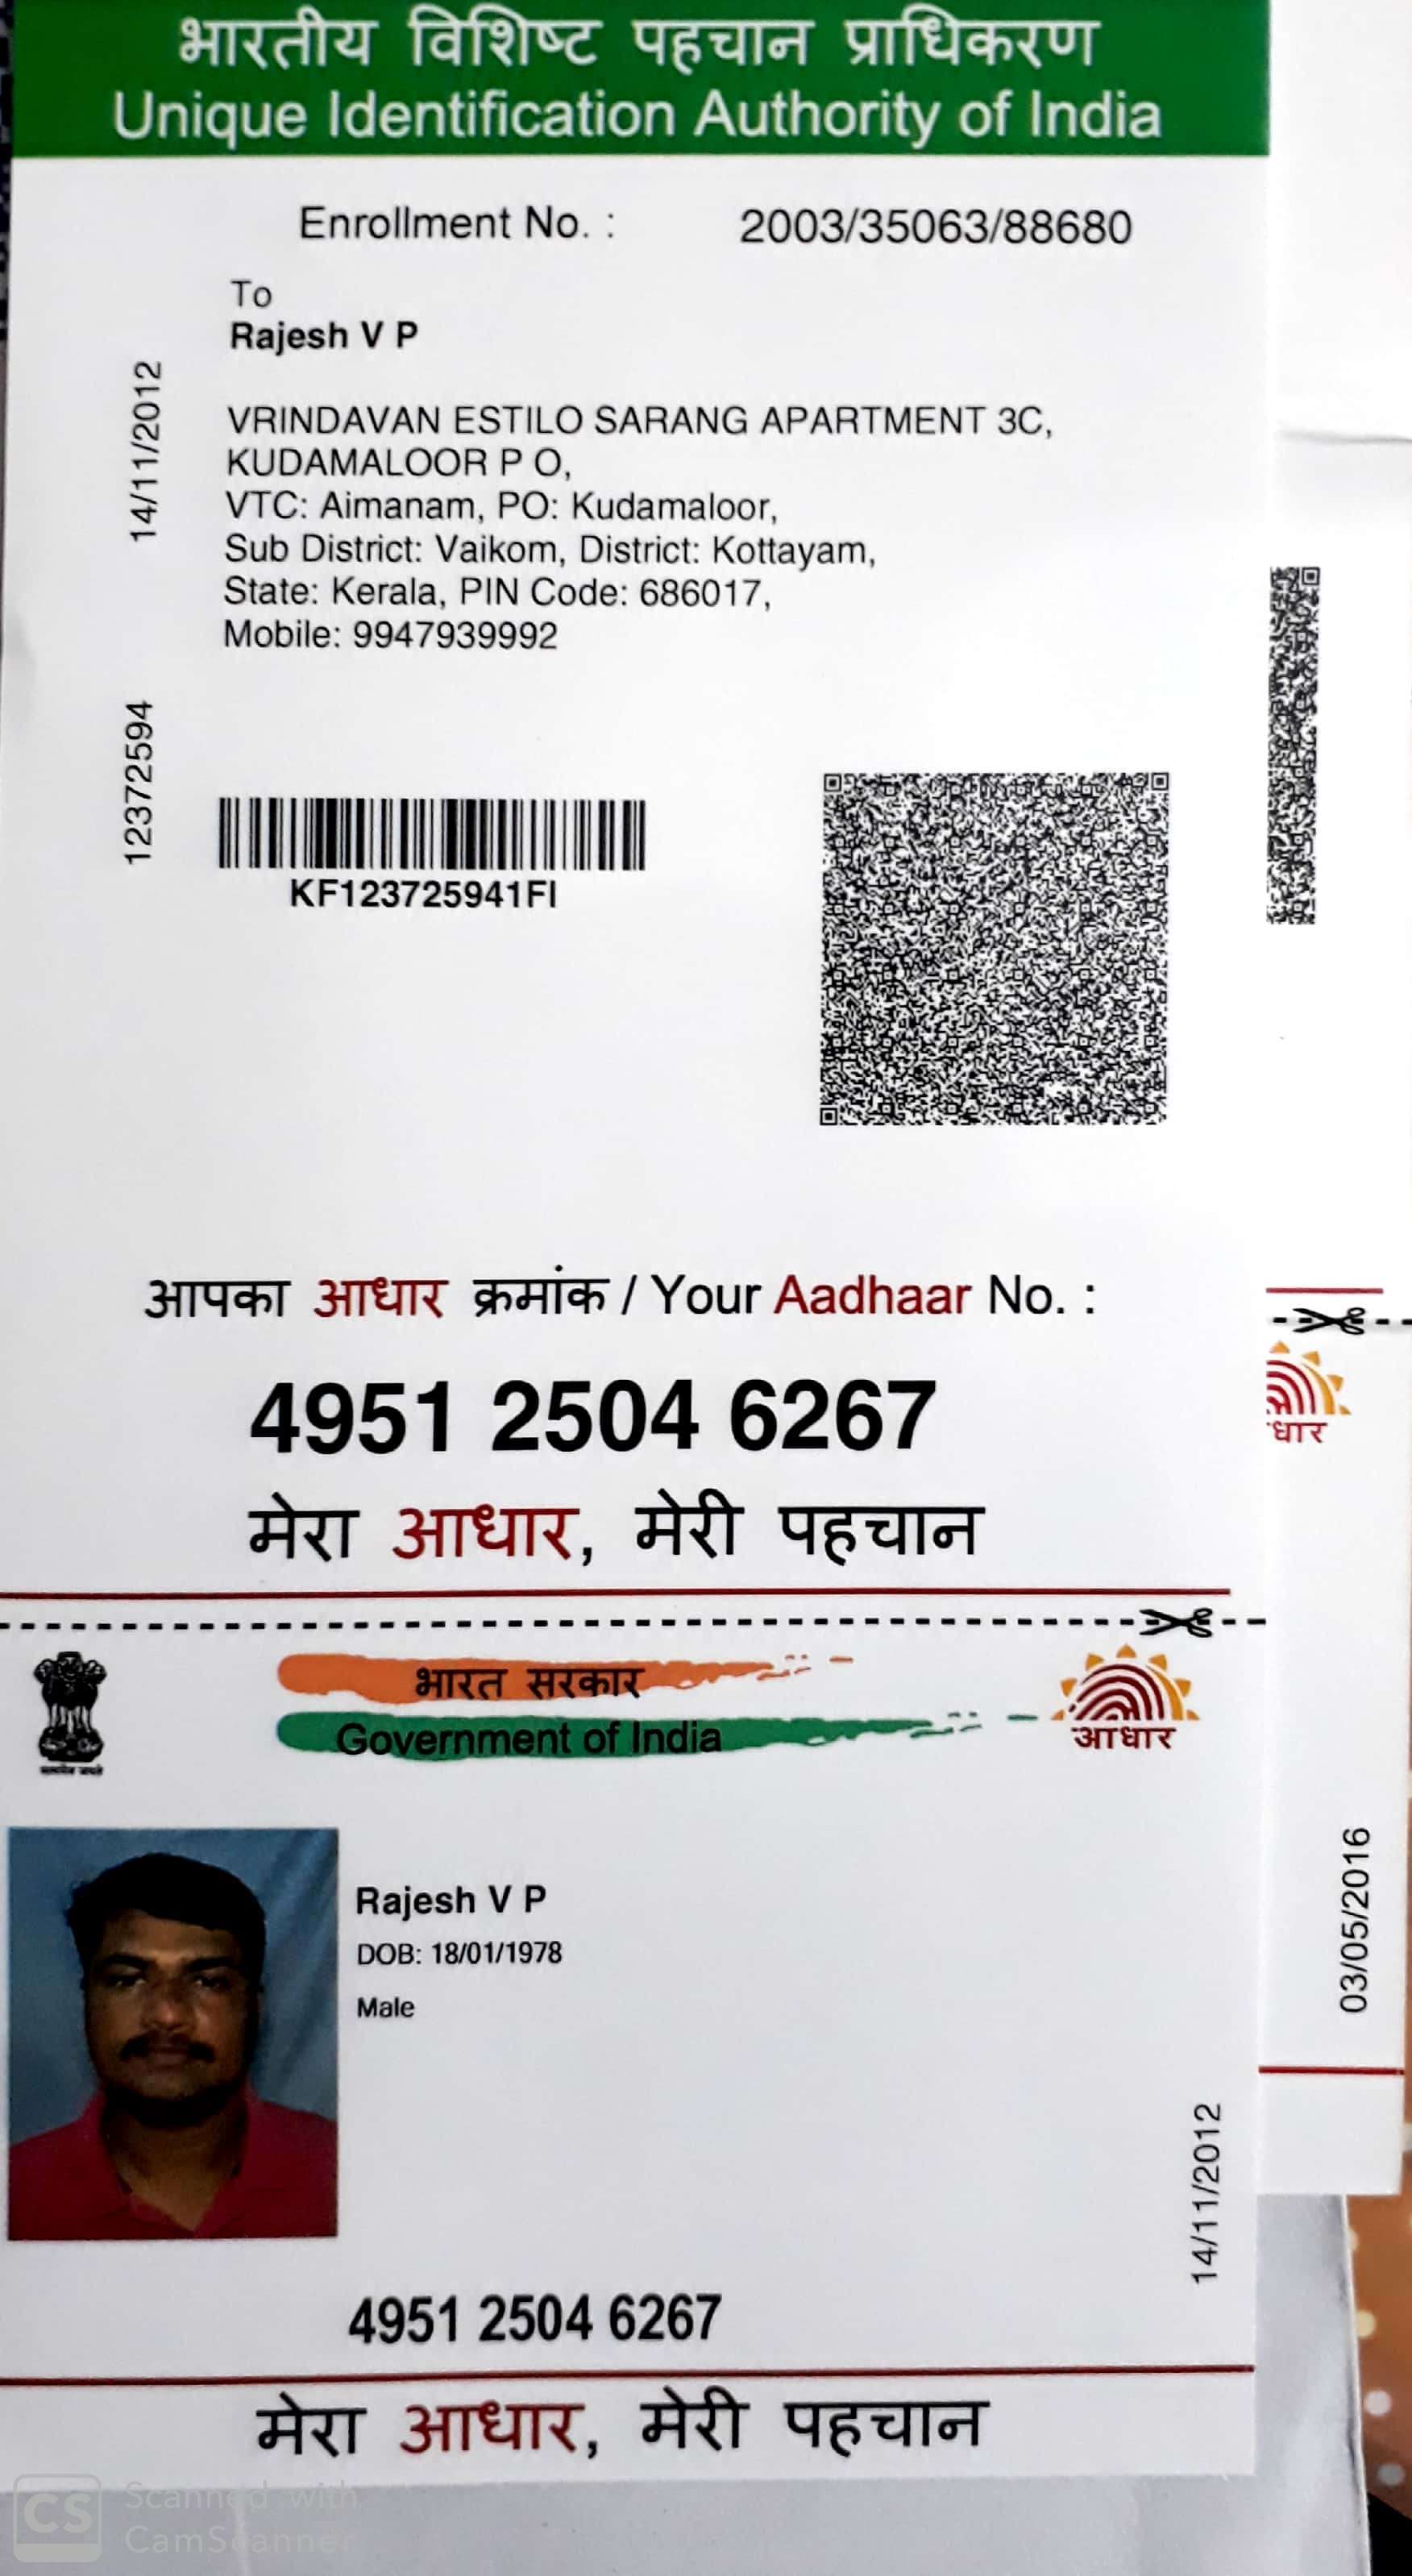 भारतीय विशिष्ट पहचान प्राधिकरण
Unique Identification Authority of India
Enrollment No. : 2003/35063/88680
To
Rajesh V P
VRINDAVAN ESTILO SARANG APARTMENT 3C,
KUDAMALOOR P O,
VTC: Aimanam, PO: Kudamaloor,
Sub District: Vaikom, District: Kottayam,
State: Kerala, PIN Code: 686017,
Mobile: 9947939992
14/11/2012
12372594
KF123725941FI
आपका आधार क्रमांक / Your Aadhaar No. :
4951 2504 6267
मेरा आधार, मेरी पहचान
धार
भारत सरकार
Government of India
आधार
सत्यमेव जयते
Rajesh V P
DOB: 18/01/1978
Male
14/11/2012
03/05/2016
4951 2504 6267
मेरा आधार, मेरी पहचान
CS
Scanned with
CamScanner